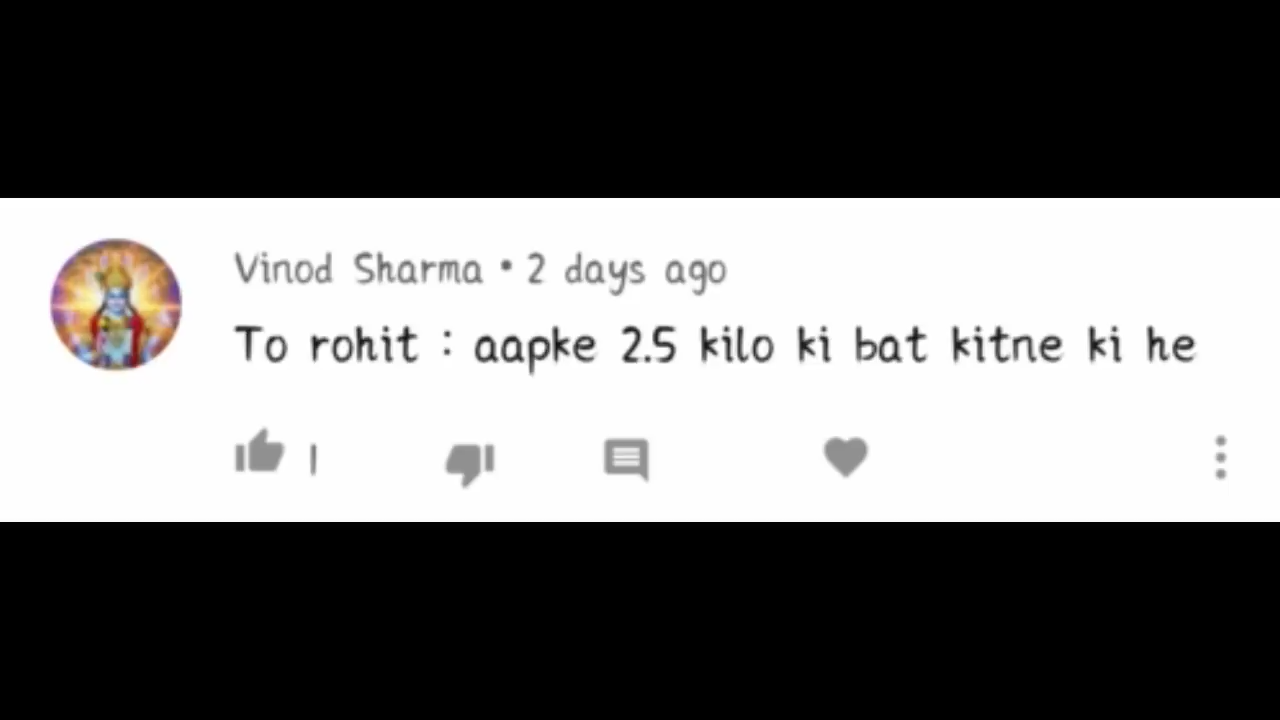 Vinod Sharma • 2 days ago
To rohit : aapke 2.5 kilo ki bat kitne ki he
1